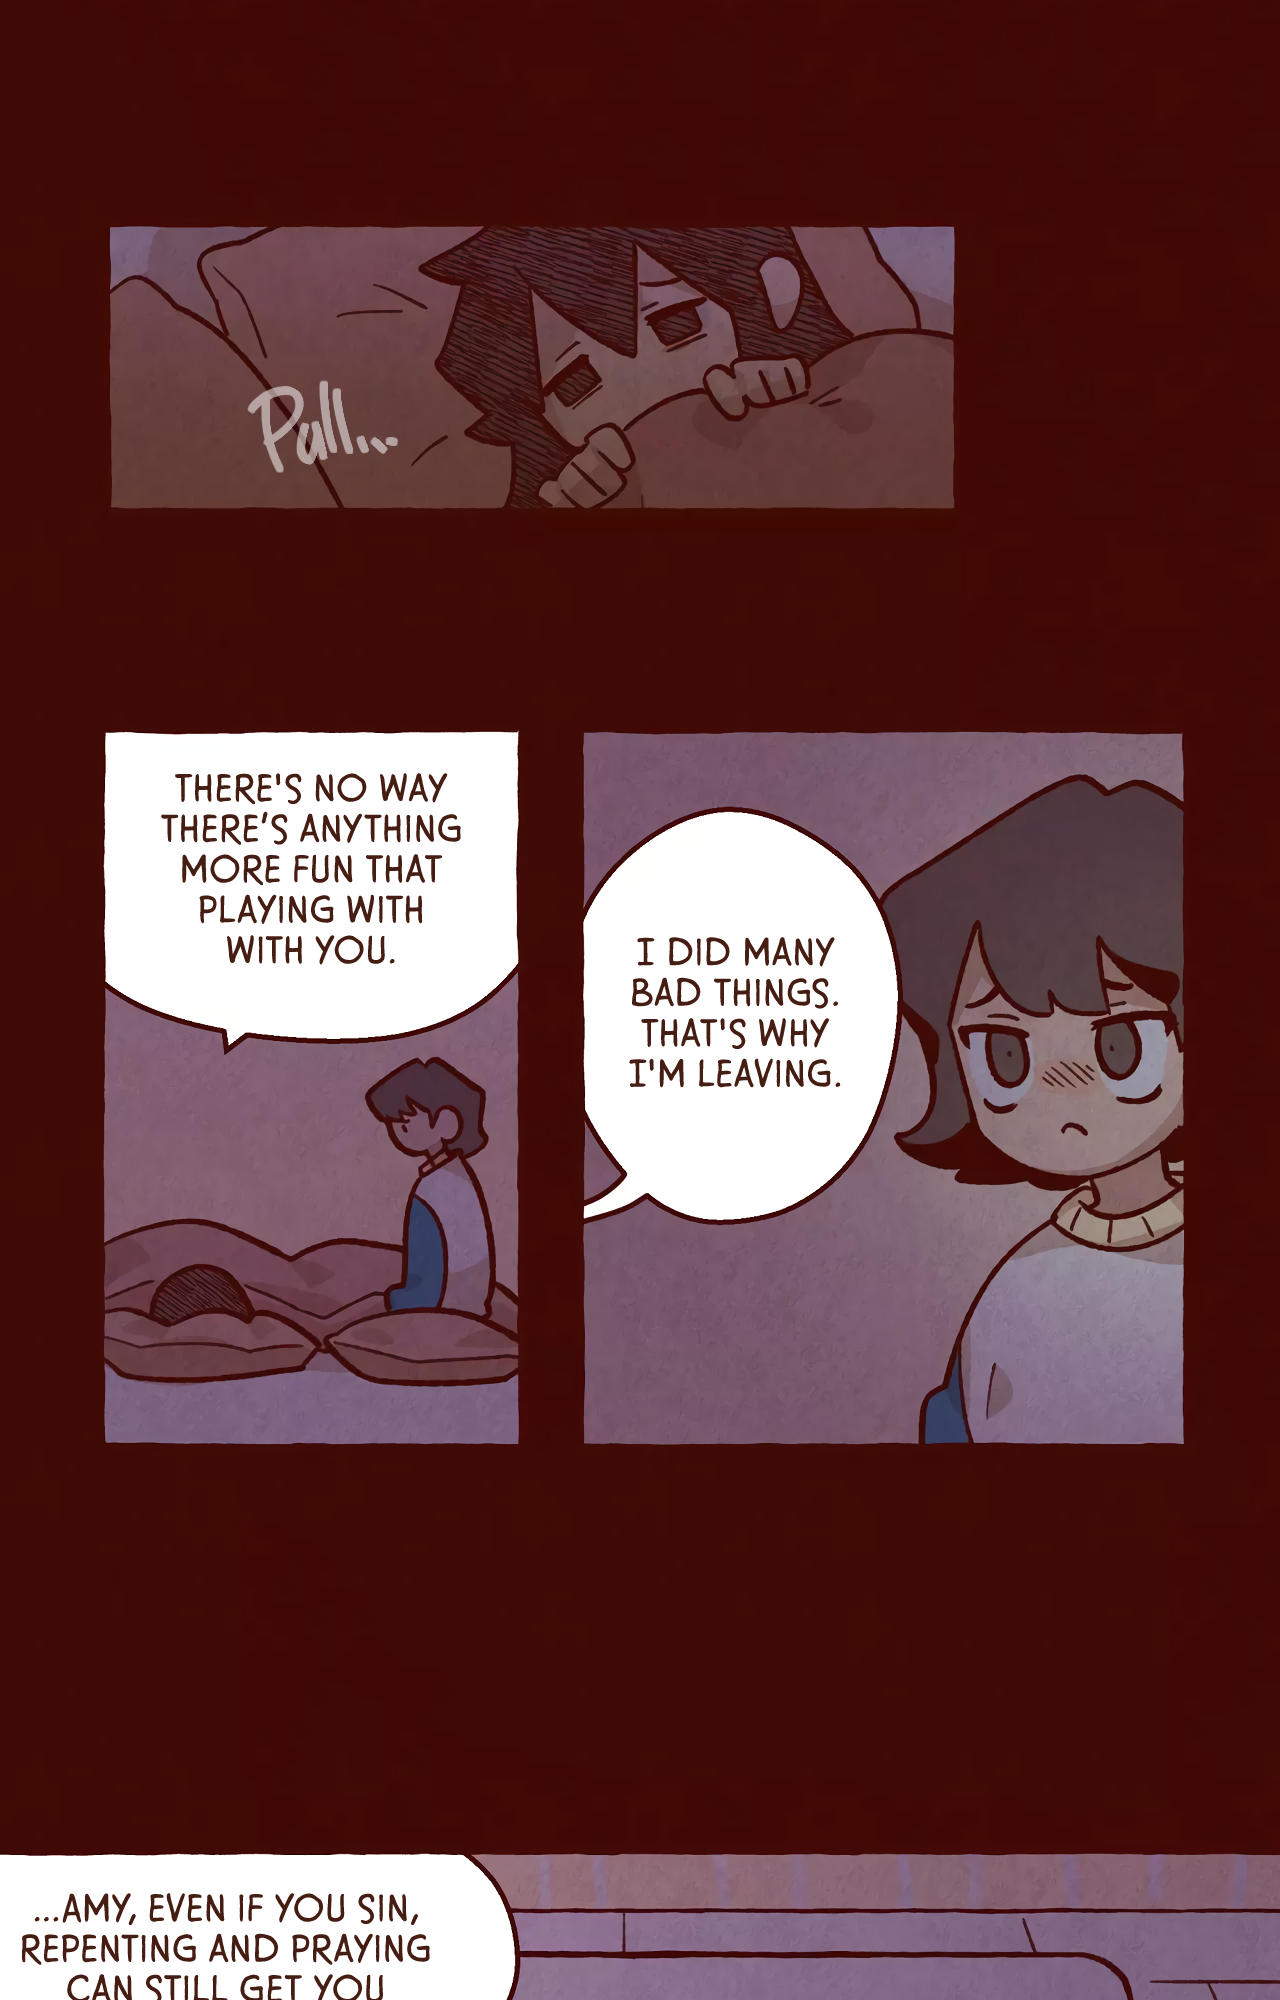 Pull...
THERE'S NO WAY
THERE'S ANYTHING
MORE FUN THAT
PLAYING WITH
WITH YOU.
I DID MANY
BAD THINGS.
THAT'S WHY
I'M LEAVING.
...AMY, EVEN IF YOU SIN,
REPENTING AND PRAYING
CAN STILL GET YOU